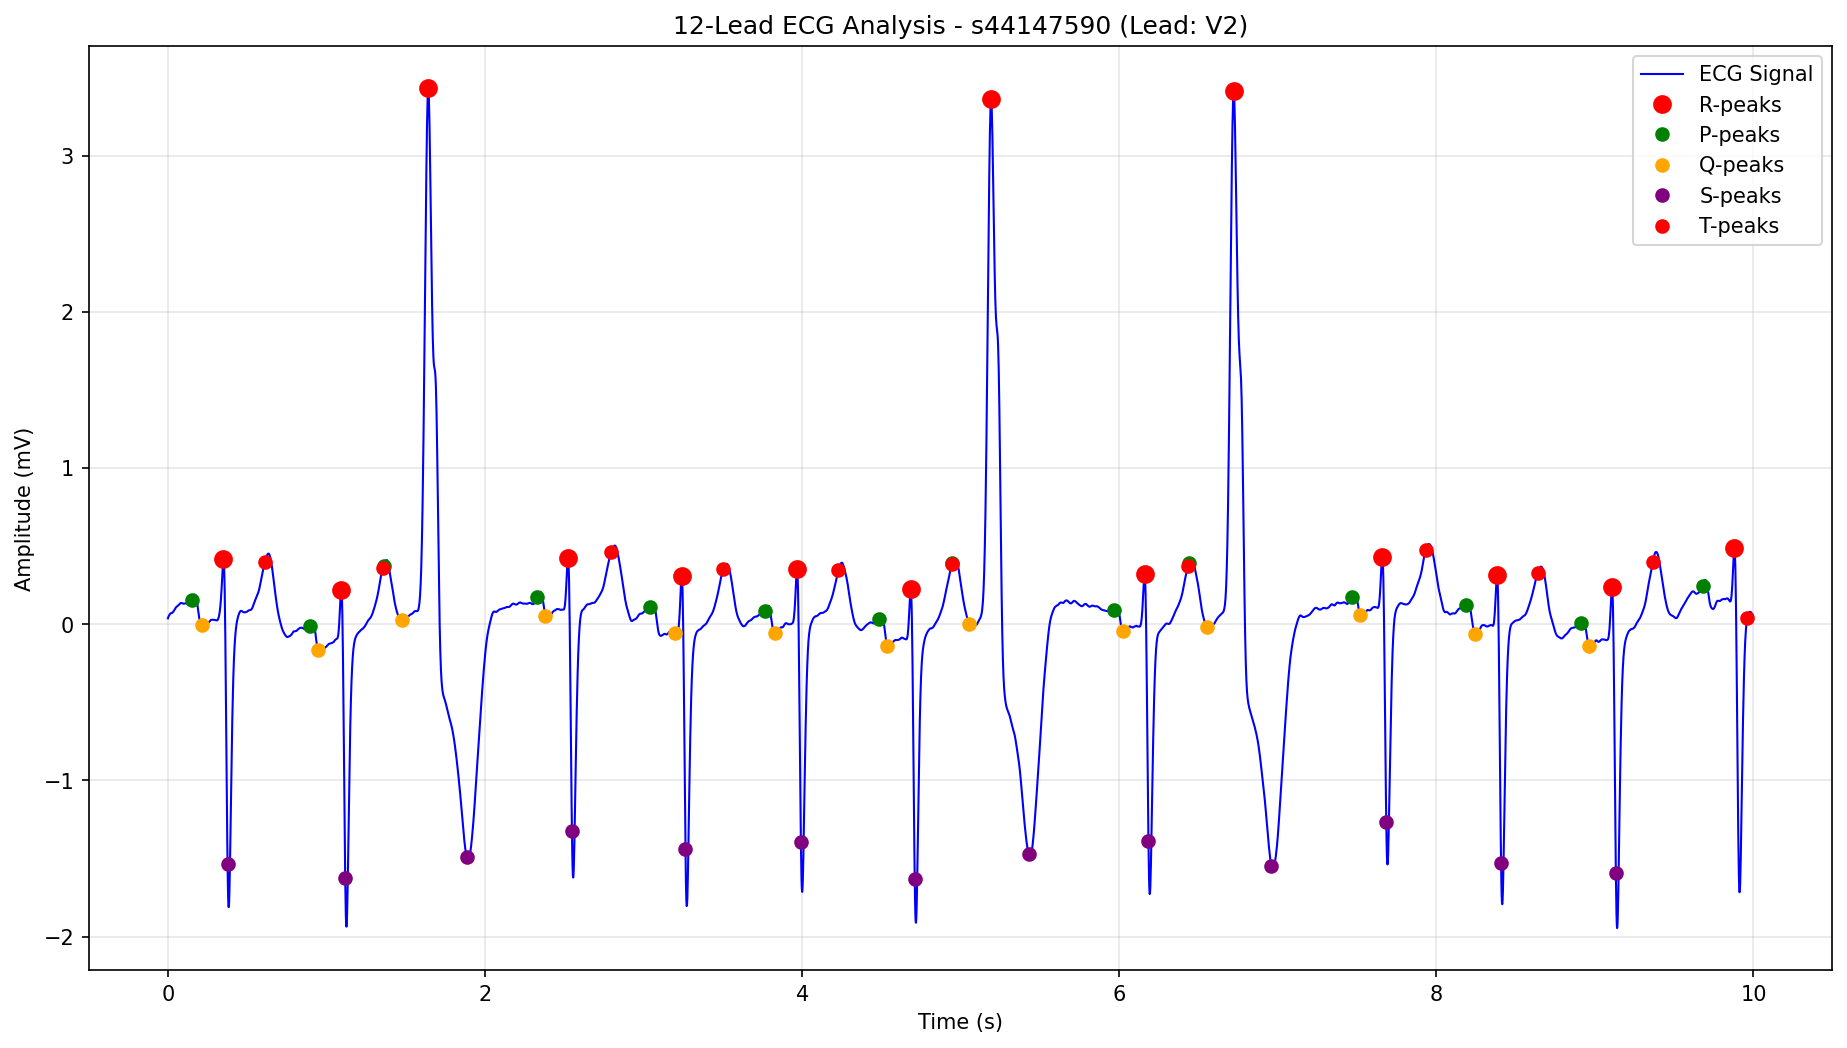 12-Lead ECG Analysis - s44147590 (Lead: V2)
ECG Signal
R-peaks
P-peaks
Q-peaks
S-peaks
T-peaks
Amplitude (mV)
3
2
1
0
−1
−2
0
2
4
6
8
10
Time (s)